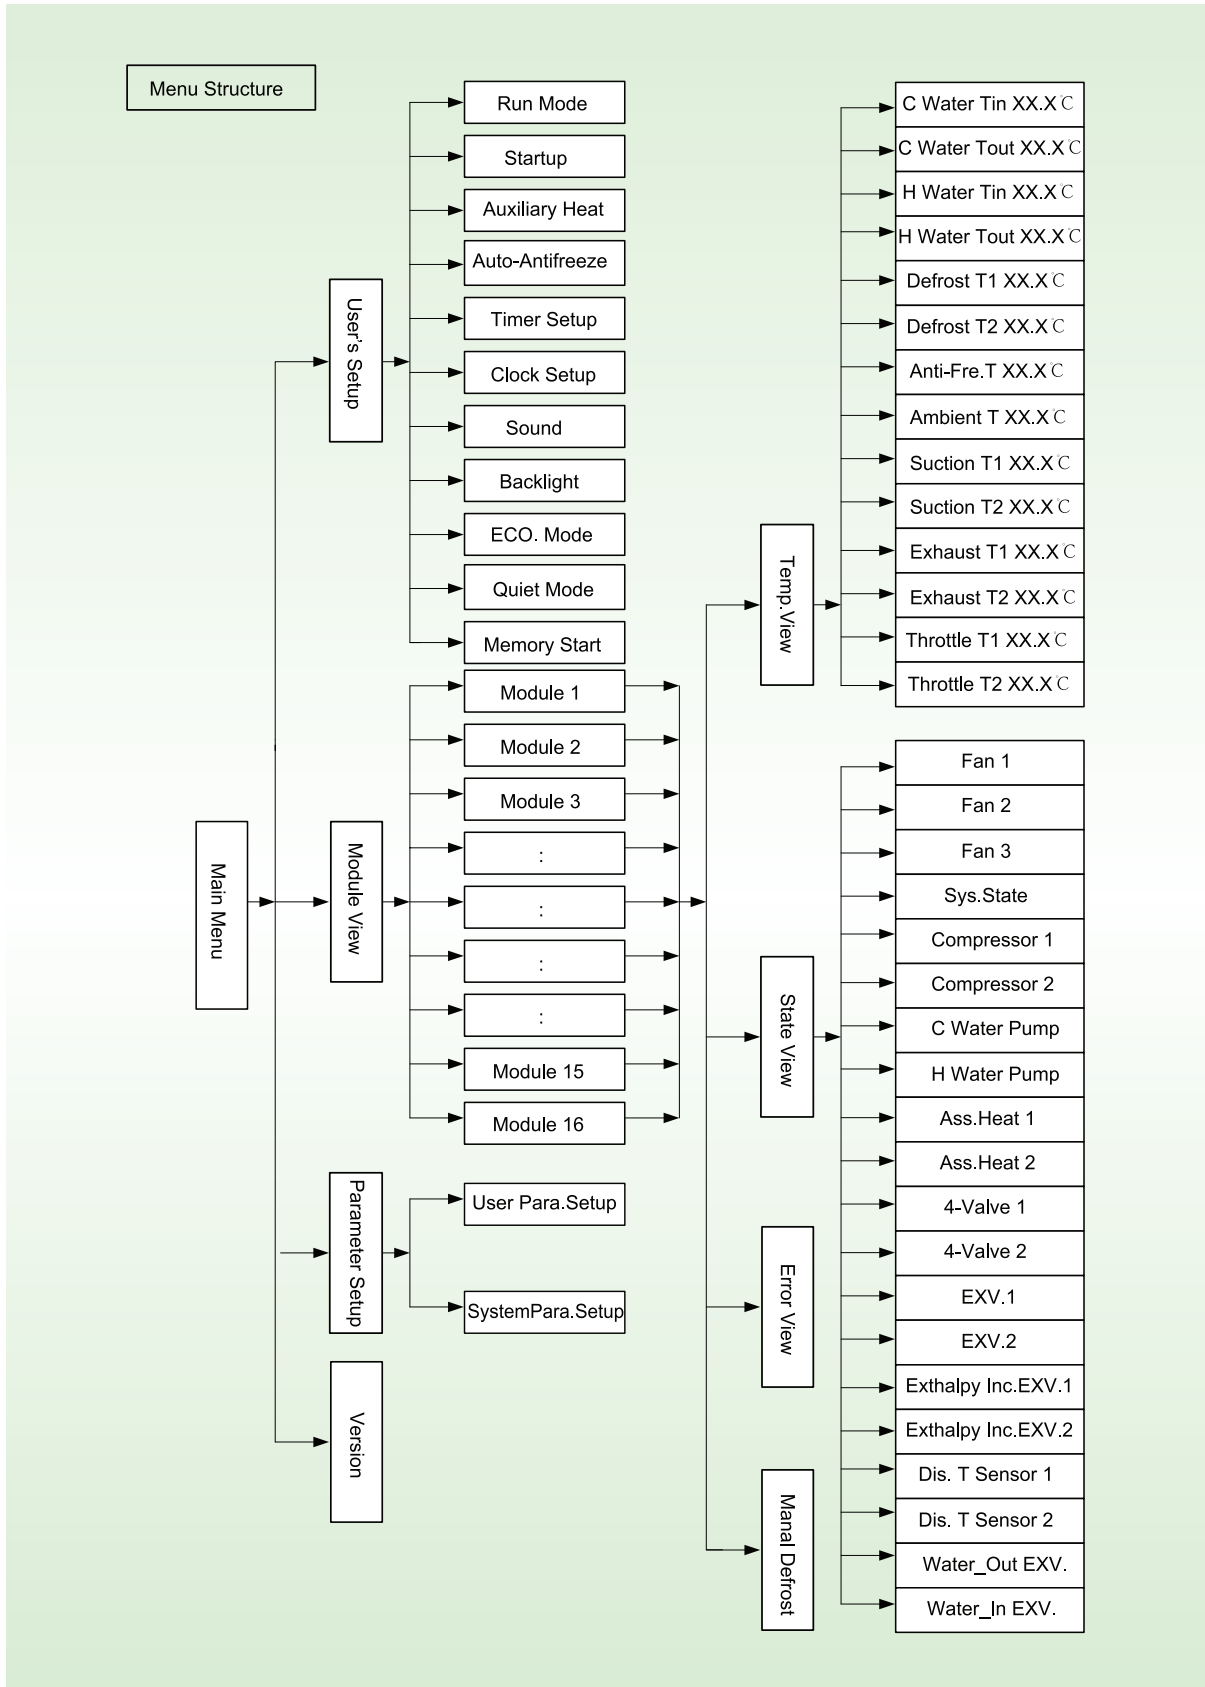 Menu Structure
Main Menu
User's Setup
Run Mode
Startup
Auxiliary Heat
Auto-Antifreeze
Timer Setup
Clock Setup
Sound
Backlight
ECO. Mode
Quiet Mode
Memory Start
Module View
Module 1
Module 2
Module 3
:
:
:
:
Module 15
Module 16
Parameter Setup
User Para.Setup
SystemPara.Setup
Version
Temp.View
C Water Tin XX.X℃
C Water Tout XX.X℃
H Water Tin XX.X℃
H Water Tout XX.X℃
Defrost T1 XX.X℃
Defrost T2 XX.X℃
Anti-Fre.T XX.X℃
Ambient T XX.X℃
Suction T1 XX.X℃
Suction T2 XX.X℃
Exhaust T1 XX.X℃
Exhaust T2 XX.X℃
Throttle T1 XX.X℃
Throttle T2 XX.X℃
State View
Fan 1
Fan 2
Fan 3
Sys.State
Compressor 1
Compressor 2
C Water Pump
H Water Pump
Ass.Heat 1
Ass.Heat 2
4-Valve 1
4-Valve 2
EXV.1
EXV.2
Exthalpy Inc.EXV.1
Exthalpy Inc.EXV.2
Dis. T Sensor 1
Dis. T Sensor 2
Water_Out EXV.
Water_In EXV.
Error View
Manal Defrost